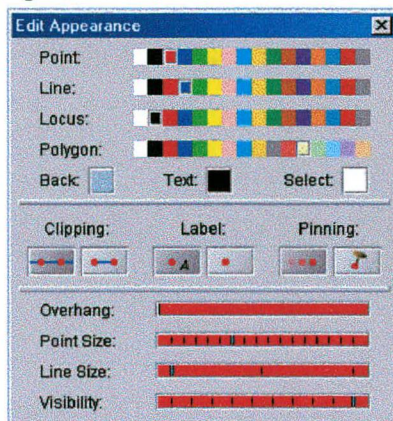 Edit Appearance
Point:
Line:
Locus:
Polygon:
Back: Text: Select:
Clipping: Label: Pinning:
A
Overhang:
Point Size:
Line Size:
Visibility: